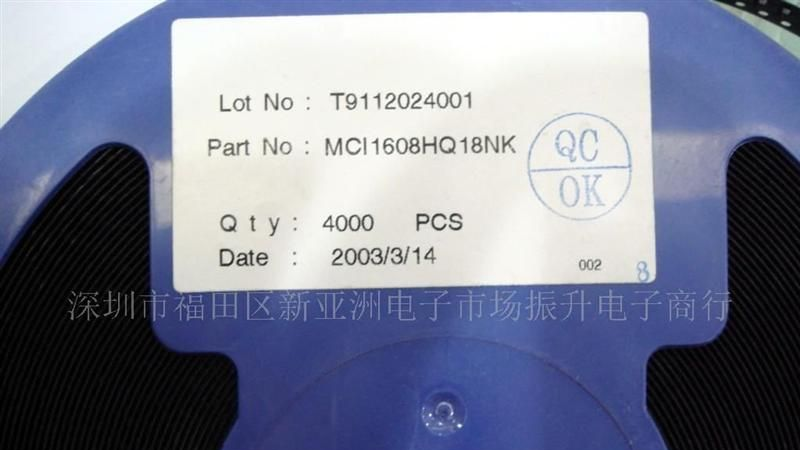 Lot No : T9112024001
Part No : MCI1608HQ18NK
QC
OK
Qty : 4000 PCS
Date : 2003/3/14
002
8
深圳市福田区新亚洲电子市场振升电子商行